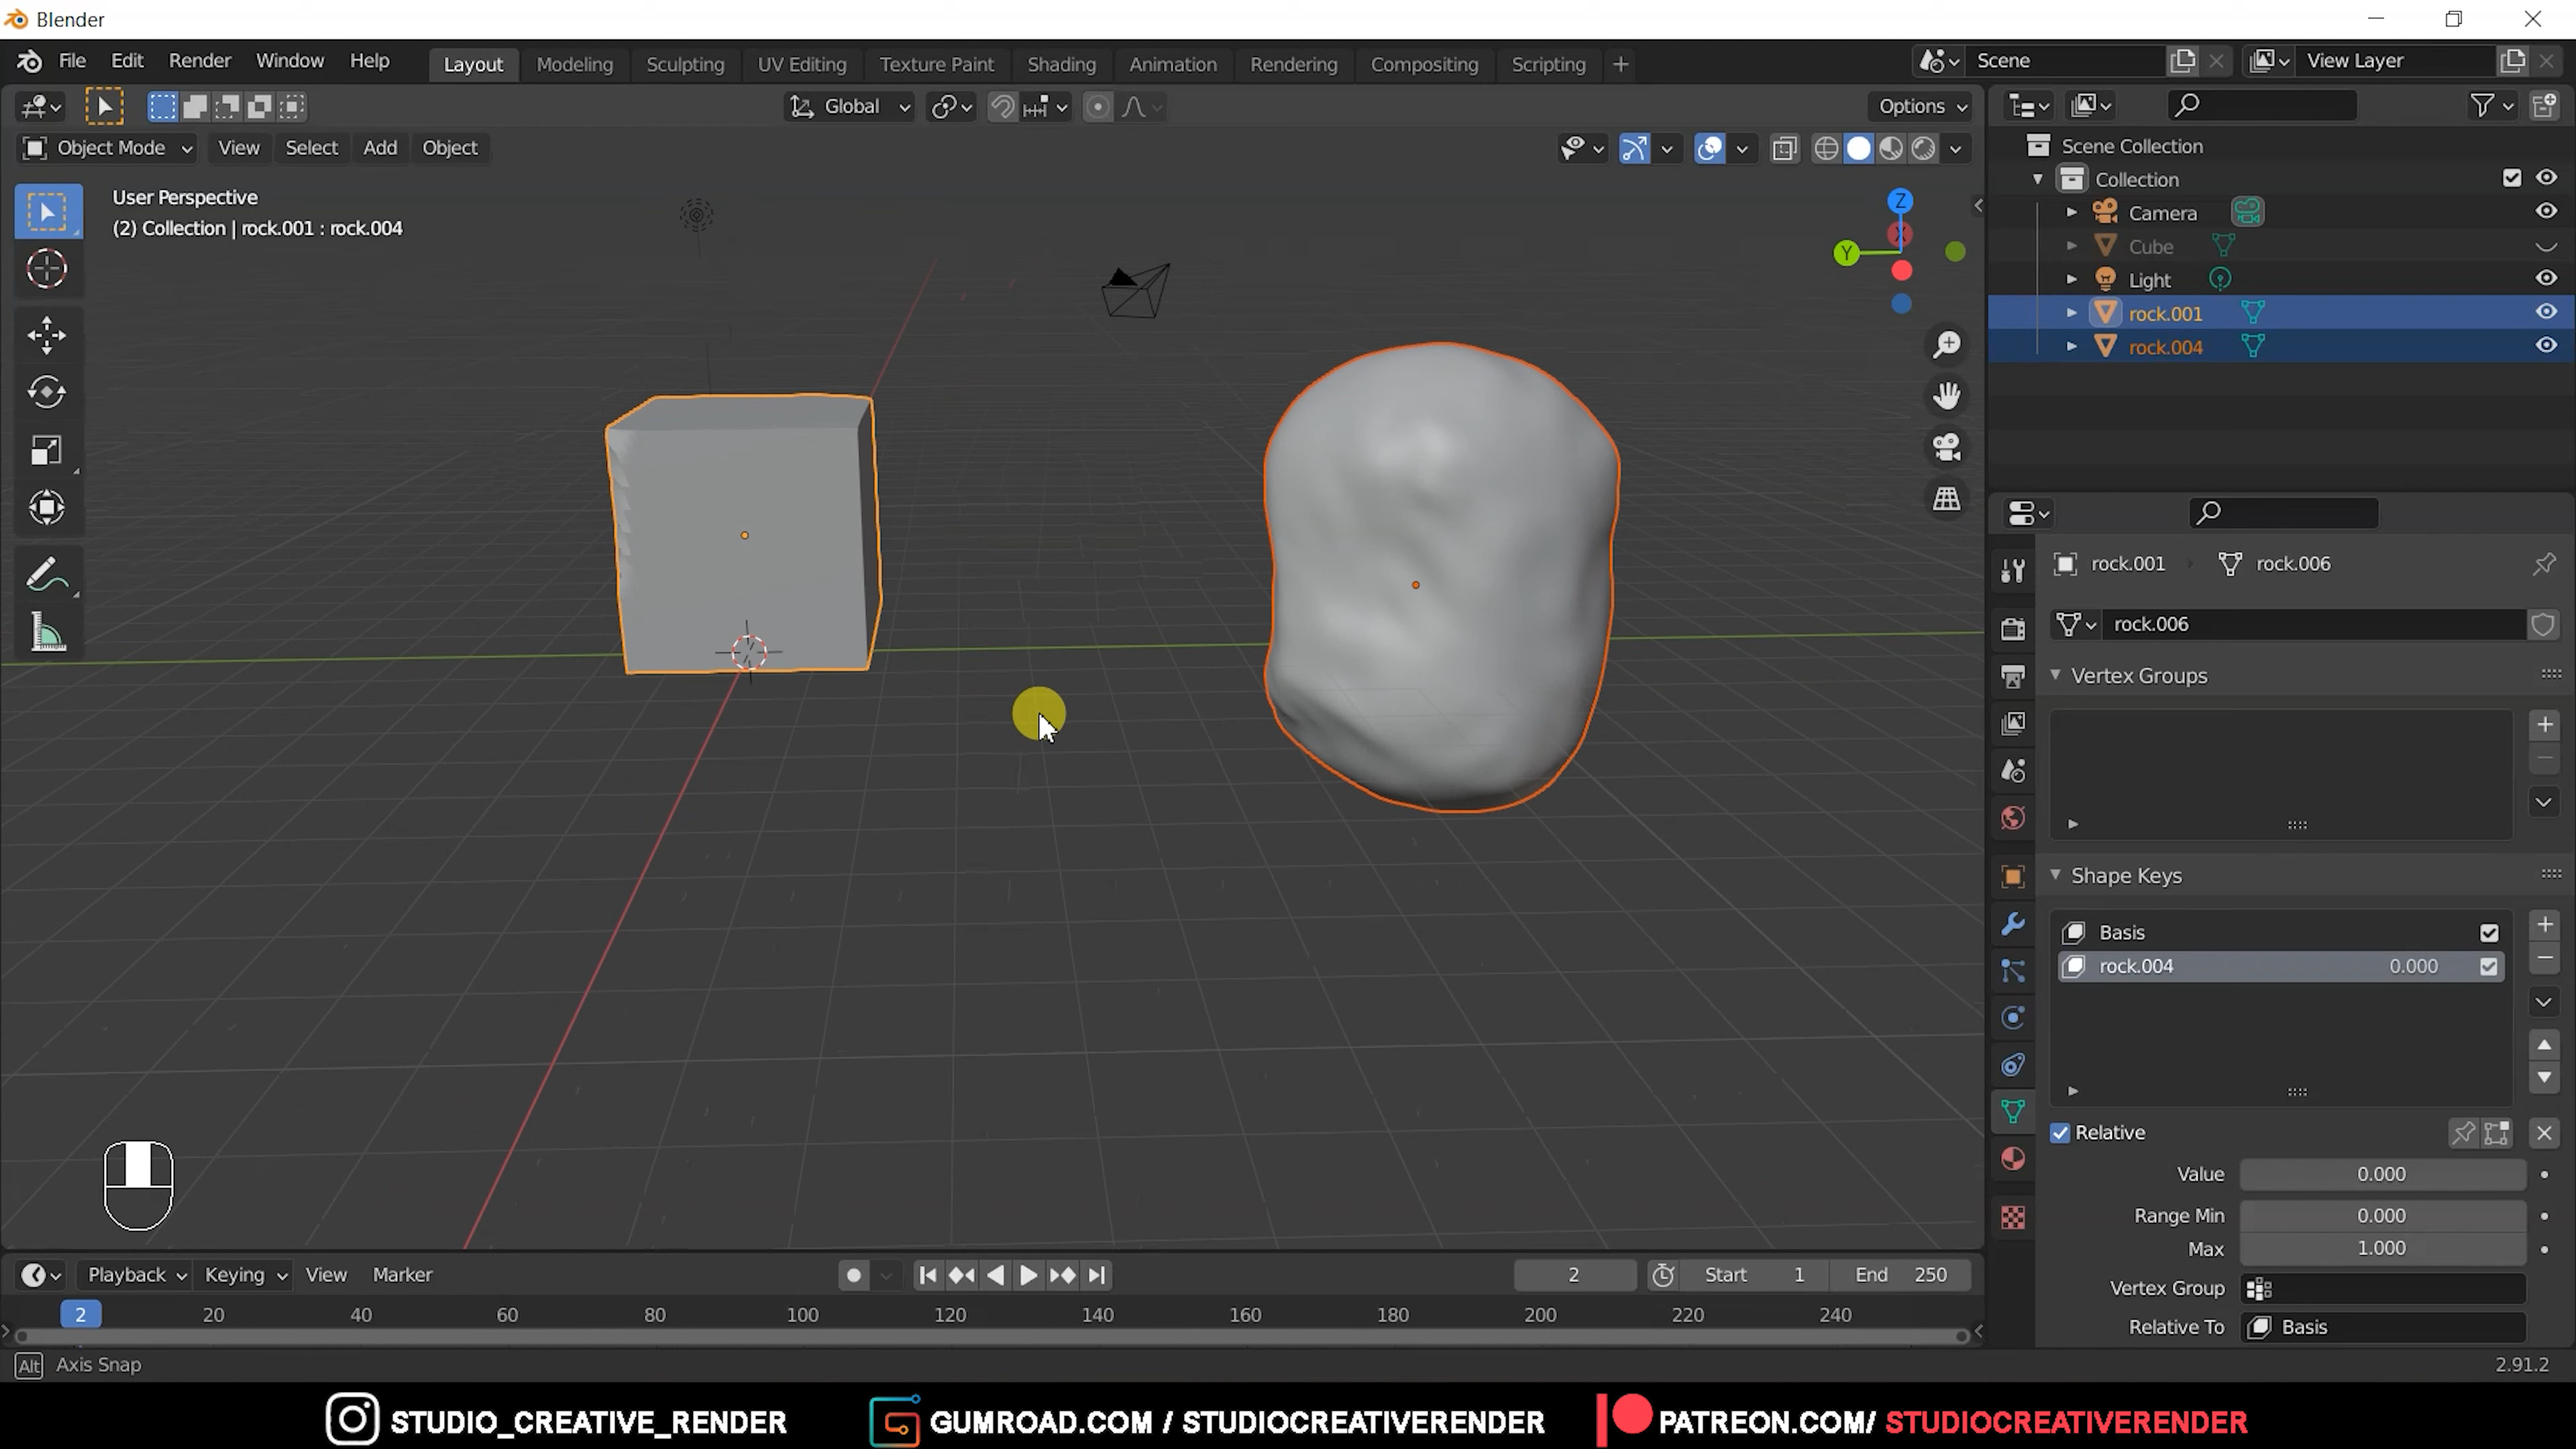 Blender
File Edit Render Window Help Layout Modeling Sculpting UV Editing Texture Paint Shading Animation Rendering Compositing Scripting + Scene View Layer
Global Options
Object Mode View Select Add Object
User Perspective
(2) Collection | rock.001 : rock.004
Z
X
Y
Scene Collection
Collection
Camera
Cube
Light
rock.001
rock.004
rock.001 rock.006
rock.006
Vertex Groups
Shape Keys
Basis
rock.004 0.000
Relative
Value 0.000
Range Min 0.000
Max 1.000
Vertex Group
Relative To Basis
Playback Keying View Marker 2 Start 1 End 250
2 20 40 60 80 100 120 140 160 180 200 220 240
Alt Axis Snap 2.91.2
STUDIO_CREATIVE_RENDER GUMROAD.COM / STUDIOCREATIVERENDER PATREON.COM/ STUDIOCREATIVERENDER